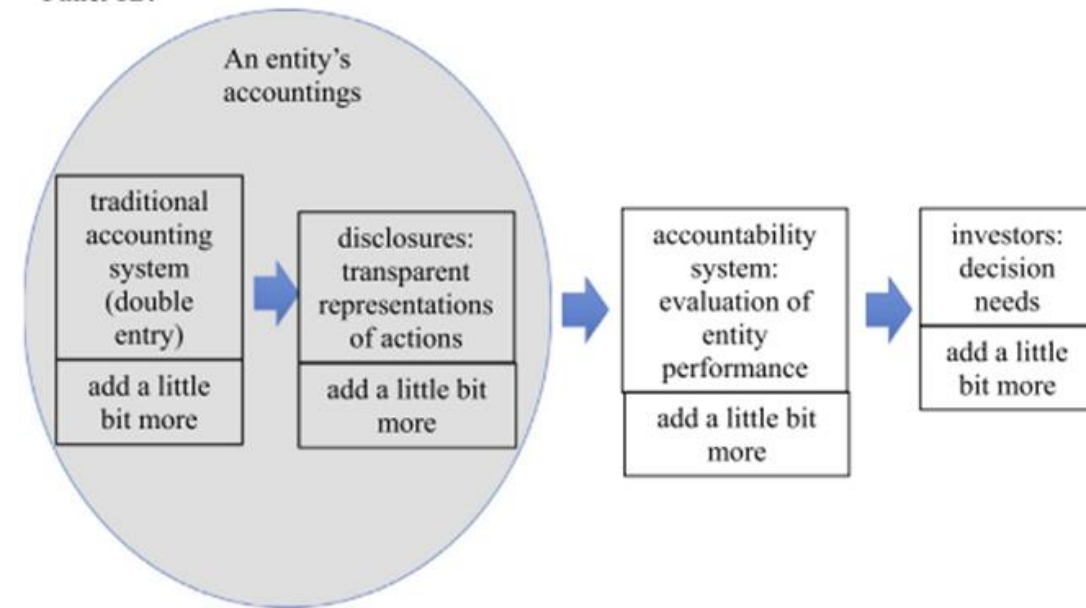 An entity's
accountings
traditional
accounting
system
(double
entry)
add a little
bit more
disclosures:
transparent
representations
of actions
add a little bit
more
accountability
system:
evaluation of
entity
performance
add a little bit
more
investors:
decision
needs
add a little
bit more